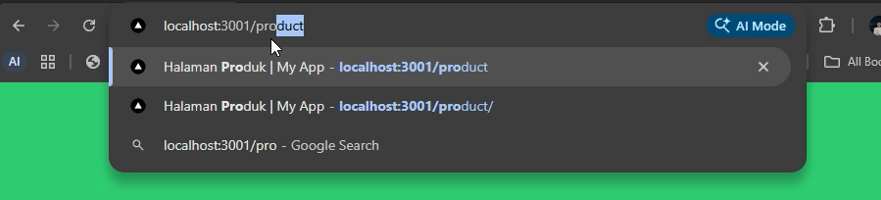 localhost:3001/product
AI Mode
AI
Halaman Produk | My App - localhost:3001/product
All Boo
Halaman Produk | My App - localhost:3001/product/
localhost:3001/pro - Google Search